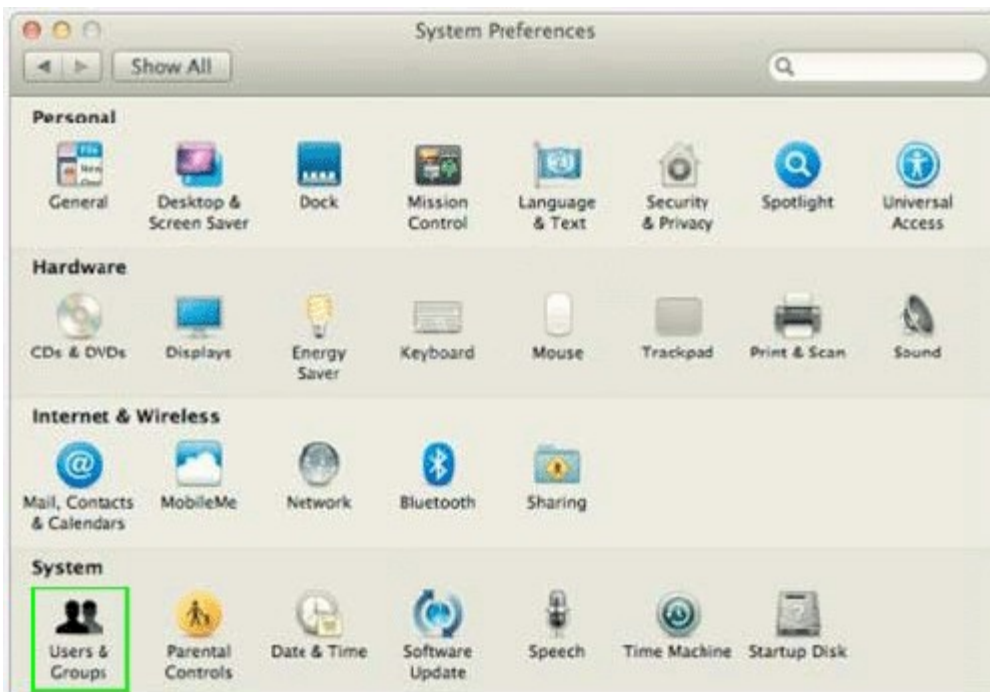 System Preferences
Show All
Personal
General
Desktop &
Screen Saver
Dock
Mission
Control
Language
& Text
Security
& Privacy
Spotlight
Universal
Access
Hardware
CDs & DVDs
Displays
Energy
Saver
Keyboard
Mouse
Trackpad
Print & Scan
Sound
Internet & Wireless
Mail, Contacts
& Calendars
MobileMe
Network
Bluetooth
Sharing
System
Users &
Groups
Parental
Controls
Date & Time
Software
Update
Speech
Time Machine
Startup Disk